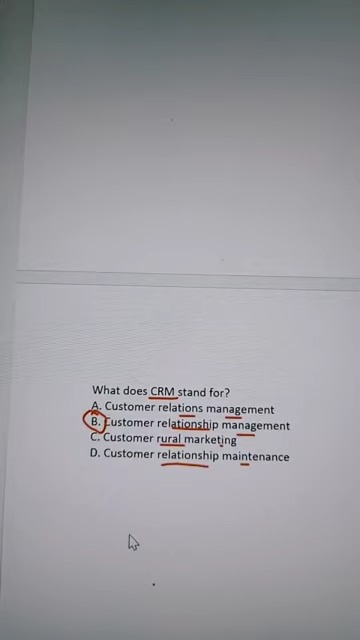 What does CRM stand for?
A. Customer relations management
B. Customer relationship management
C. Customer rural marketing
D. Customer relationship maintenance